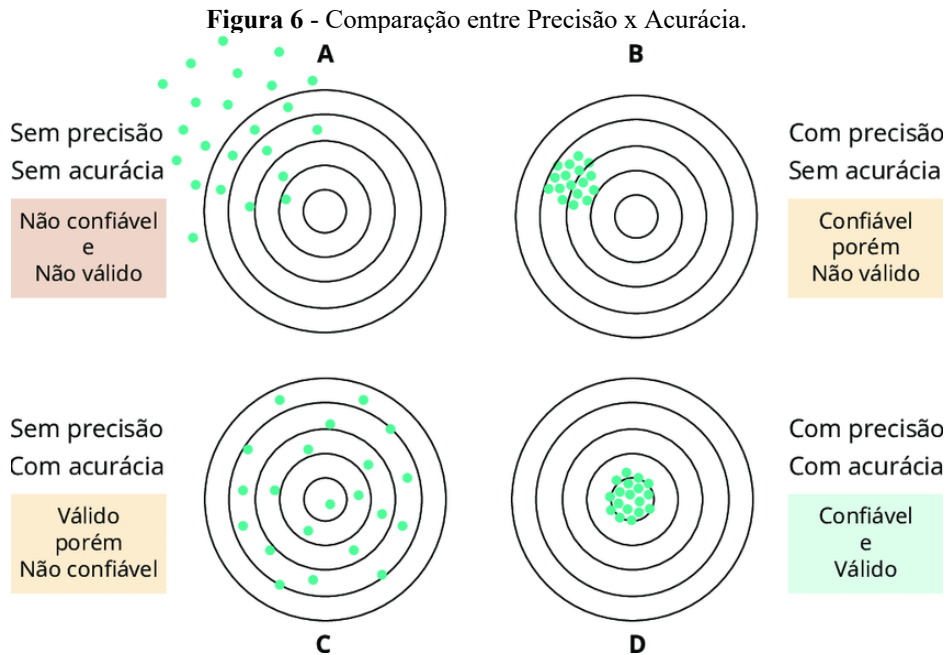 Figura 6 - Comparação entre Precisão x Acurácia.
A
Sem precisão
Sem acurácia
Não confiável
e
Não válido
B
Com precisão
Sem acurácia
Confiável
porém
Não válido
Sem precisão
Com acurácia
Válido
porém
Não confiável
C
Com precisão
Com acurácia
Confiável
e
Válido
D